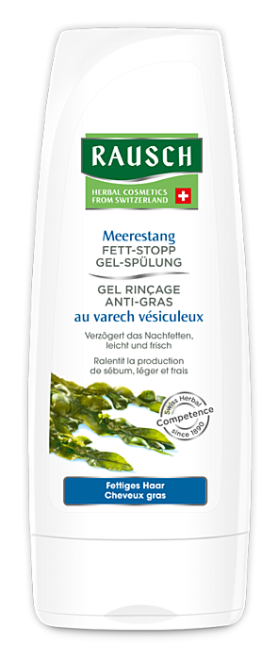 RAUSCH
HERBAL COSMETICS
FROM SWITZERLAND
Meerestang
FETT-STOPP
GEL-SPÜLUNG
GEL RINÇAGE
ANTI-GRAS
au varech vésiculeux
Verzögert das Nachfetten,
leicht und frisch
Ralentit la production
de sébum, léger et frais
Swiss Herbal
Competence
since 1890
Fettiges Haar
Cheveux gras